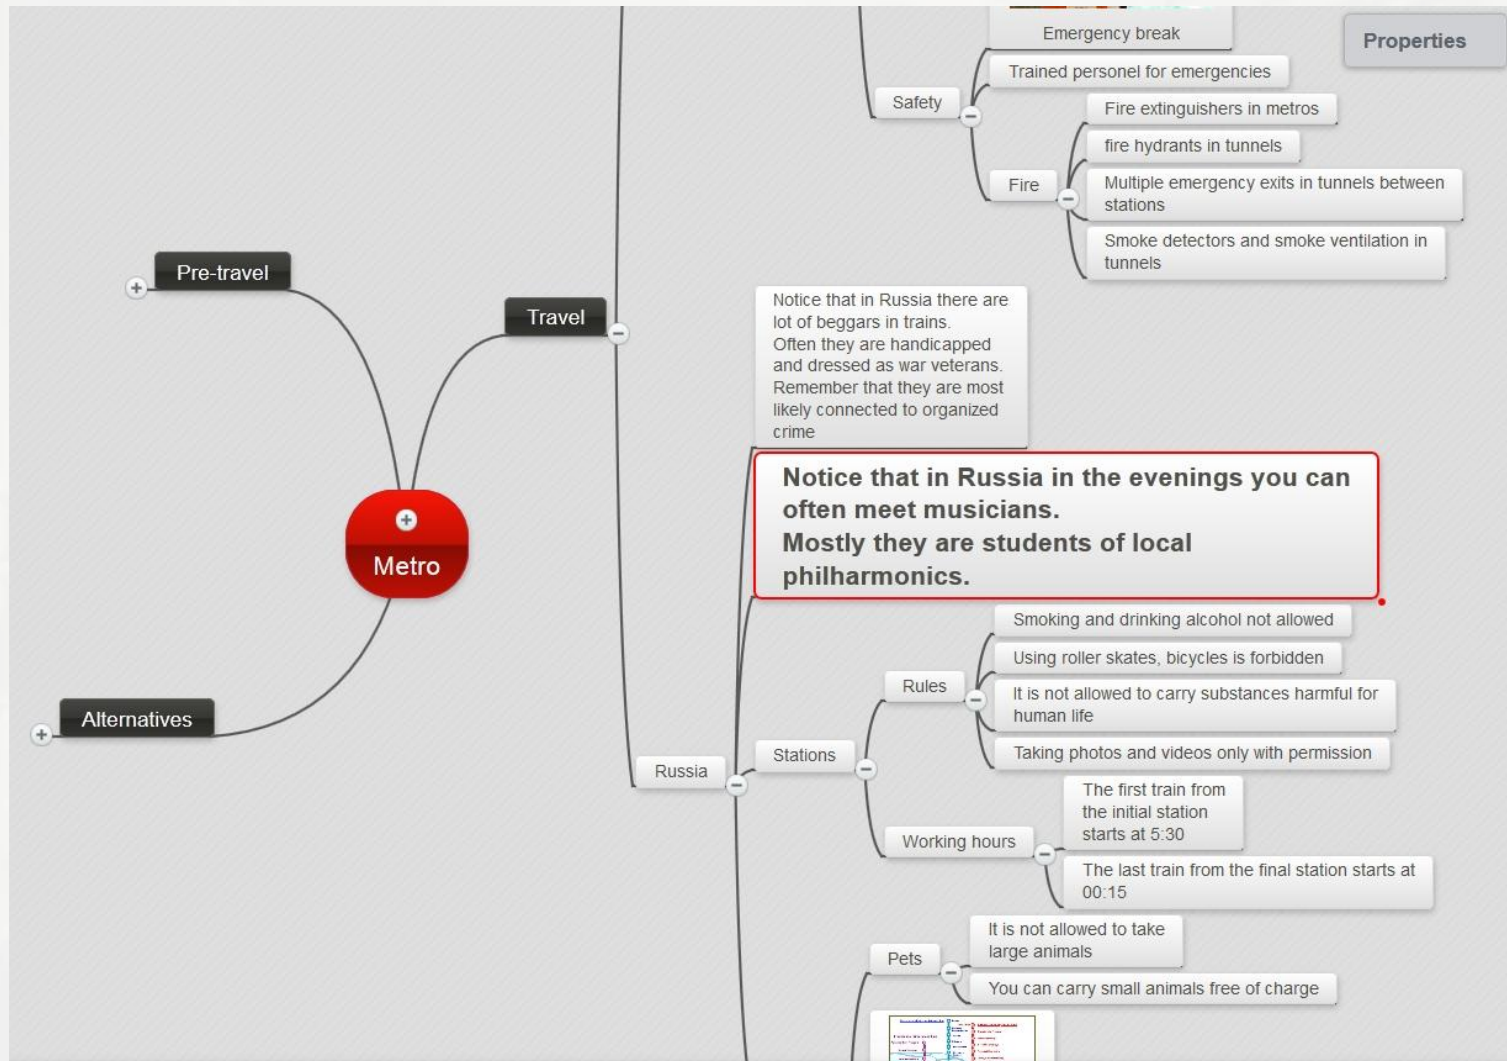 Emergency break
Properties
Trained personel for emergencies
Safety
Fire extinguishers in metros
fire hydrants in tunnels
Fire
Multiple emergency exits in tunnels between
stations
Smoke detectors and smoke ventilation in
tunnels
Pre-travel
Travel
Notice that in Russia there are
lot of beggars in trains.
Often they are handicapped
and dressed as war veterans.
Remember that they are most
likely connected to organized
crime
Notice that in Russia in the evenings you can
often meet musicians.
Mostly they are students of local
philharmonics.
Metro
Smoking and drinking alcohol not allowed
Using roller skates, bicycles is forbidden
Rules
It is not allowed to carry substances harmful for
human life
Taking photos and videos only with permission
Alternatives
Russia
Stations
The first train from
the initial station
starts at 5:30
Working hours
The last train from the final station starts at
00:15
It is not allowed to take
large animals
Pets
You can carry small animals free of charge